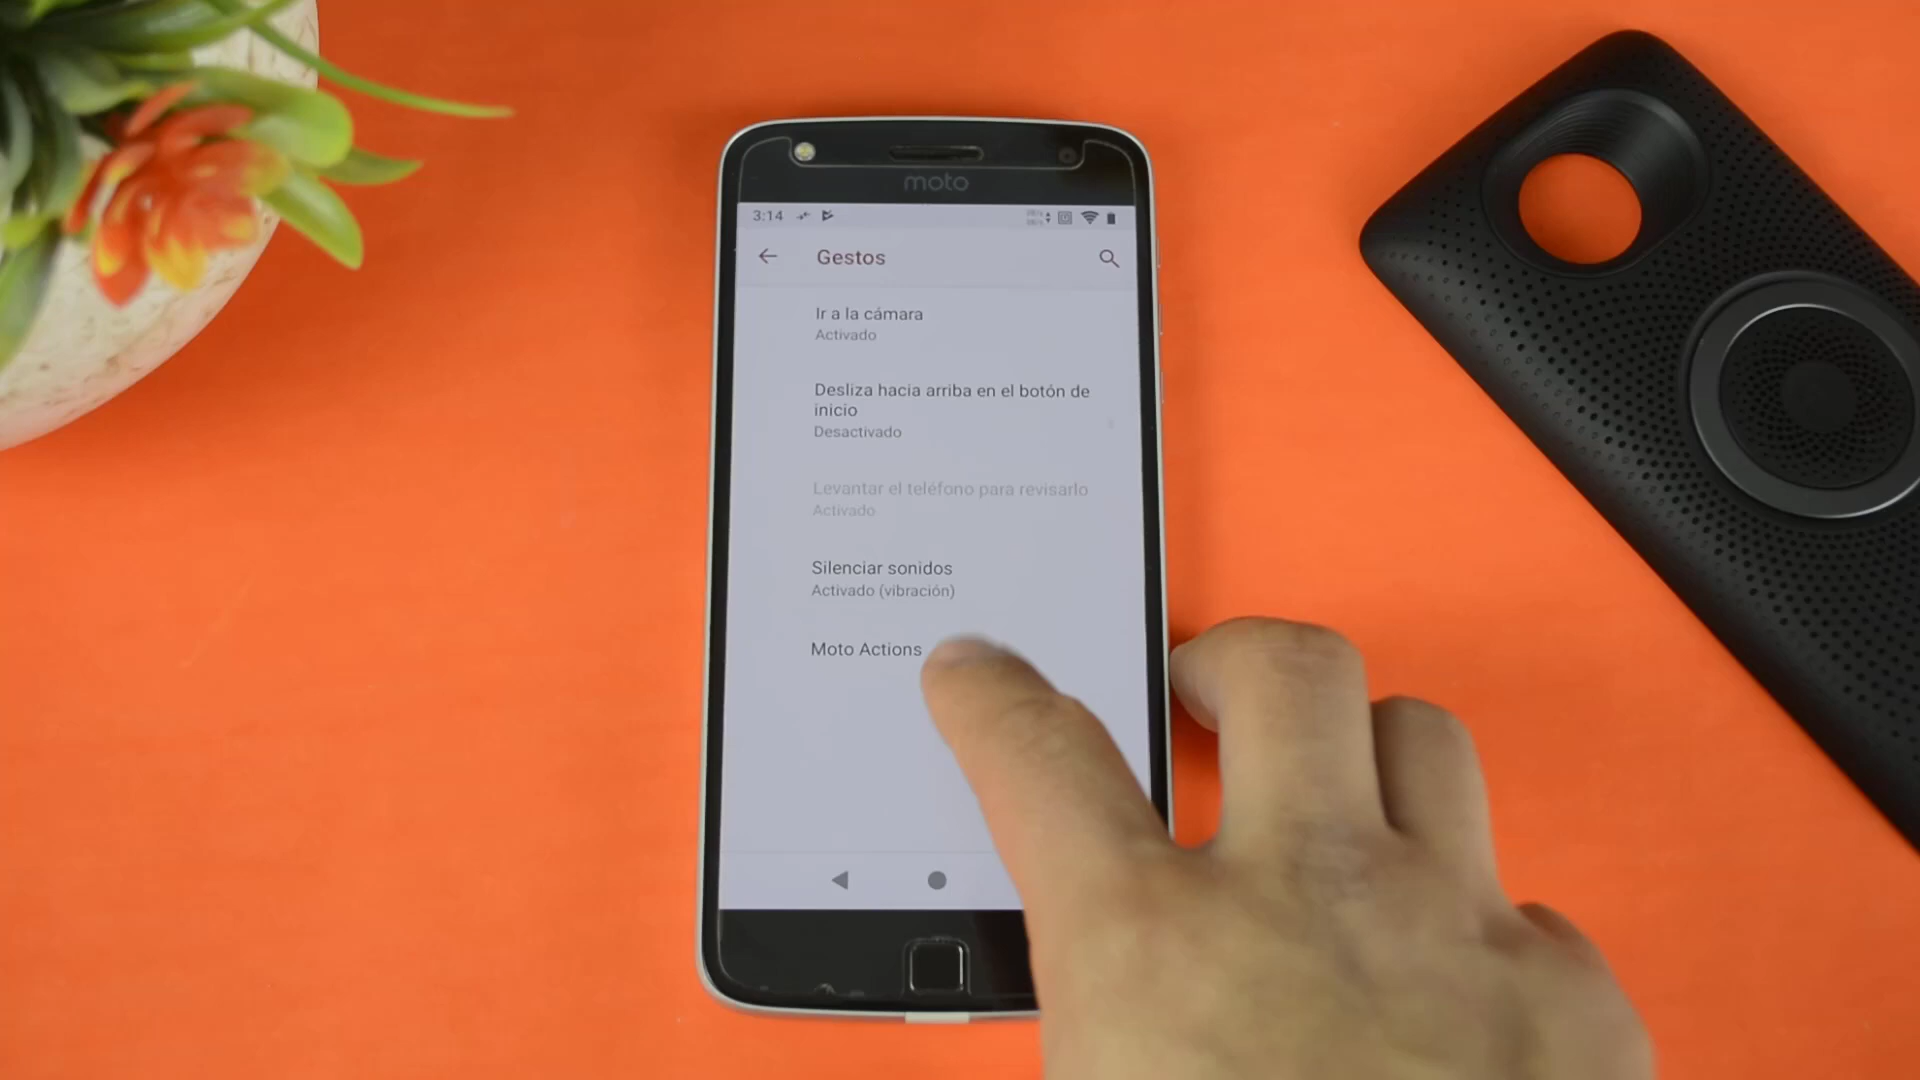 moto
3:14
Gestos
Ir a la cámara
Activado
Desliza hacia arriba en el botón de
inicio
Desactivado
Levantar el teléfono para revisarlo
Activado
Silenciar sonidos
Activado (vibración)
Moto Actions